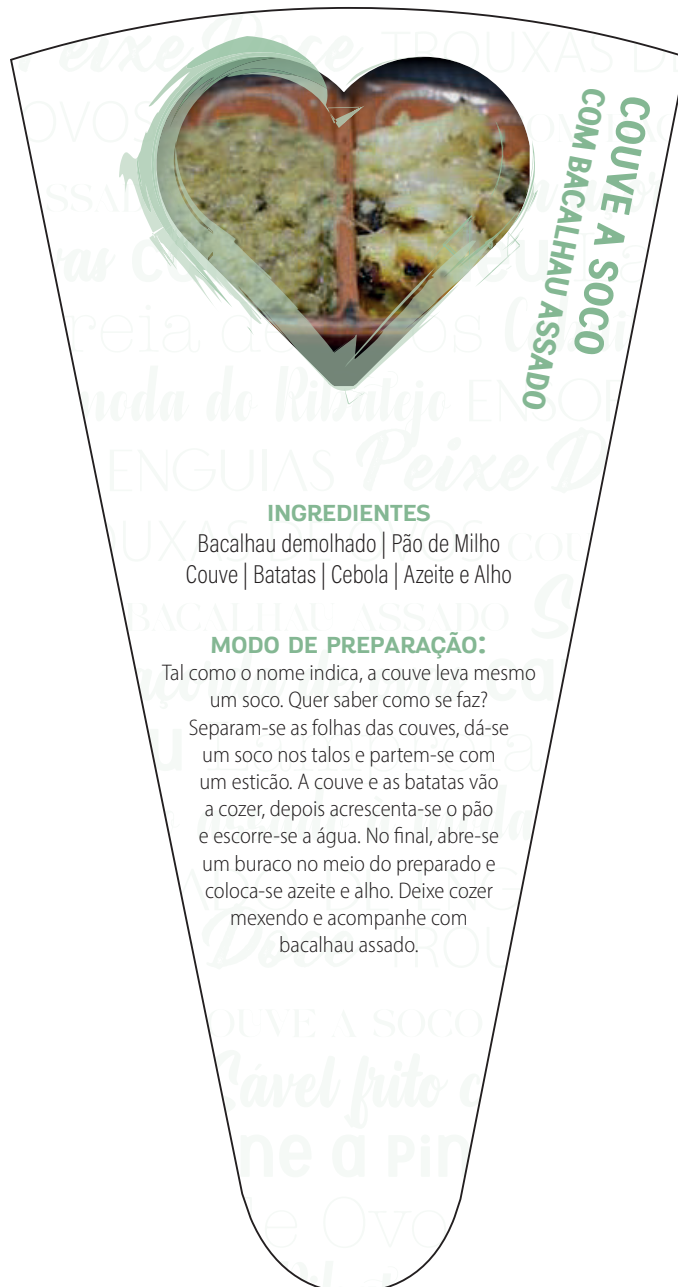 COUVE A SOCO
COM BACALHAU ASSADO
INGREDIENTES
Bacalhau demolhado | Pão de Milho
Couve | Batatas | Cebola | Azeite e Alho
MODO DE PREPARAÇÃO:
Tal como o nome indica, a couve leva mesmo
um soco. Quer saber como se faz?
Separam-se as folhas das couves, dá-se
um soco nos talos e partem-se com
um esticão. A couve e as batatas vão
a cozer, depois acrescenta-se o pão
e escorre-se a água. No final, abre-se
um buraco no meio do preparado e
coloca-se azeite e alho. Deixe cozer
mexendo e acompanhe com
bacalhau assado.